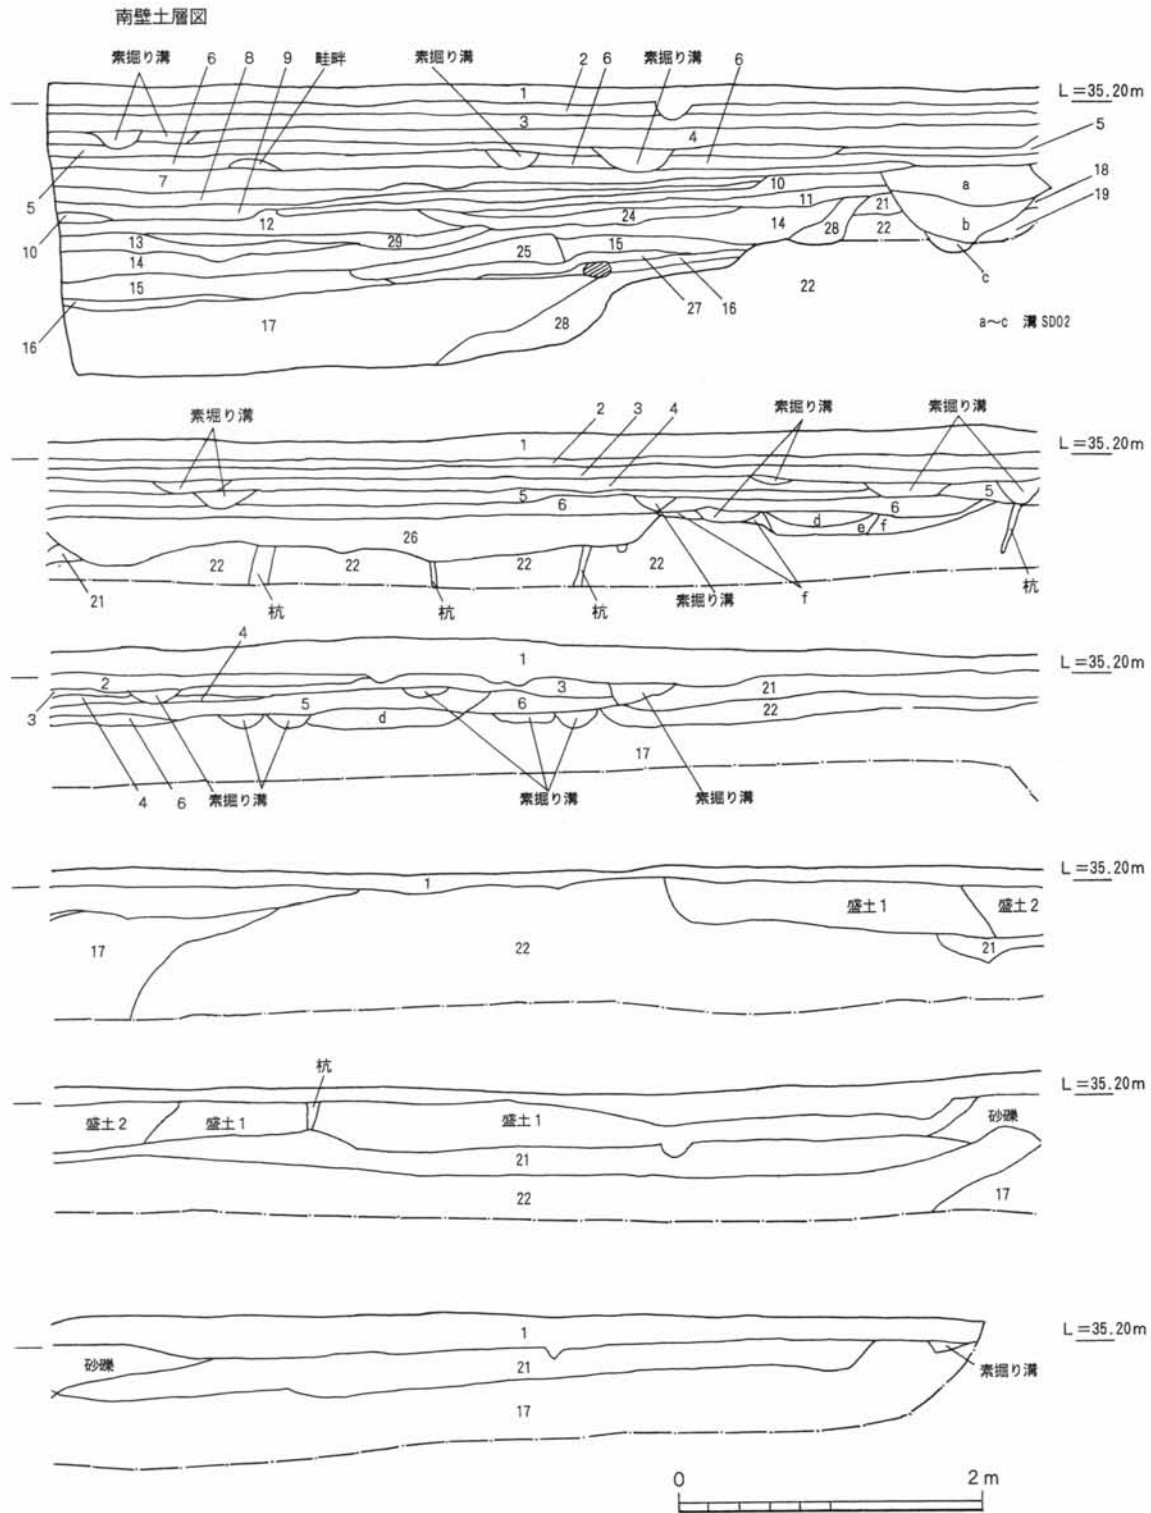 南壁土層図
素掘り溝 6 8 9 畦畔 素掘り溝 2 6 素掘り溝 6
1 L=35.20m
3
4 5
7 10 a 18
5 11 21 19
12 24 14 28 22 b
10 13 29 25 15
14 c
15 27 16 22
16 17 28 a~c 溝SD02
素堀り溝 2 3 4 素掘り溝 素掘り溝
1 L=35.20m
5 6 6 5
d e f
26
22 22 22 22
21 杭 杭 杭 素掘り溝 f 杭
4 1 L=35.20m
2 3 21
3 5 6 22
d
17
4 6 素掘り溝 素掘り溝 素掘り溝
L=35.20m
1
盛土1 盛土2
17 22 21
杭 L=35.20m
盛土2 盛土1 盛土1 砂礫
21
22 17
1 L=35.20m
砂礫 21 素掘り溝
17
0 2m